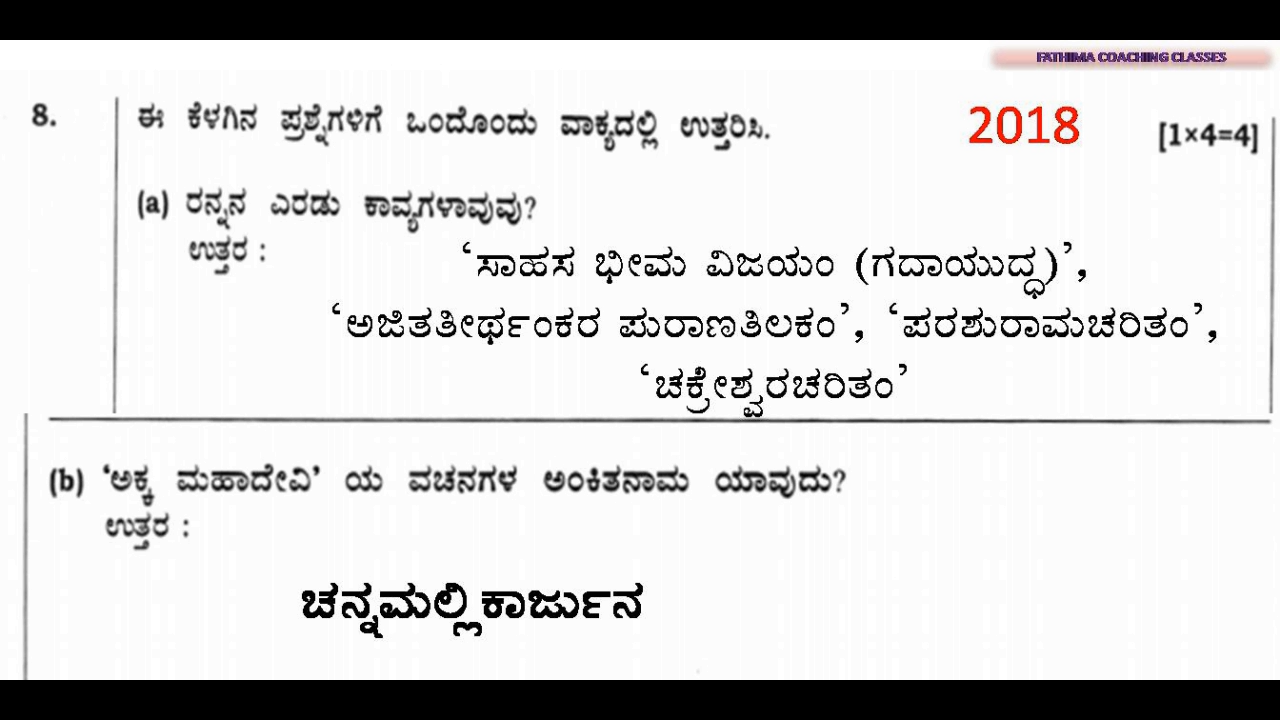 FATHIMA COACHING CLASSES
8. ಈ ಕೆಳಗಿನ ಪ್ರಶ್ನೆಗಳಿಗೆ ಒಂದೊಂದು ವಾಕ್ಯದಲ್ಲಿ ಉತ್ತರಿಸಿ. 2018 [1×4=4]
(a) ರನ್ನನ ಎರಡು ಕಾವ್ಯಗಳಾವುವು?
ಉತ್ತರ :
‘ಸಾಹಸ ಭೀಮ ವಿಜಯಂ (ಗದಾಯುದ್ಧ)’,
‘ಅಜಿತತೀರ್ಥಂಕರ ಪುರಾಣತಿಲಕಂ’, ‘ಪರಶುರಾಮಚರಿತಂ’,
‘ಚಕ್ರೇಶ್ವರಚರಿತಂ’
(b) ‘ಅಕ್ಕ ಮಹಾದೇವಿ’ ಯ ವಚನಗಳ ಅಂಕಿತನಾಮ ಯಾವುದು?
ಉತ್ತರ :
ಚನ್ನಮಲ್ಲಿಕಾರ್ಜುನ